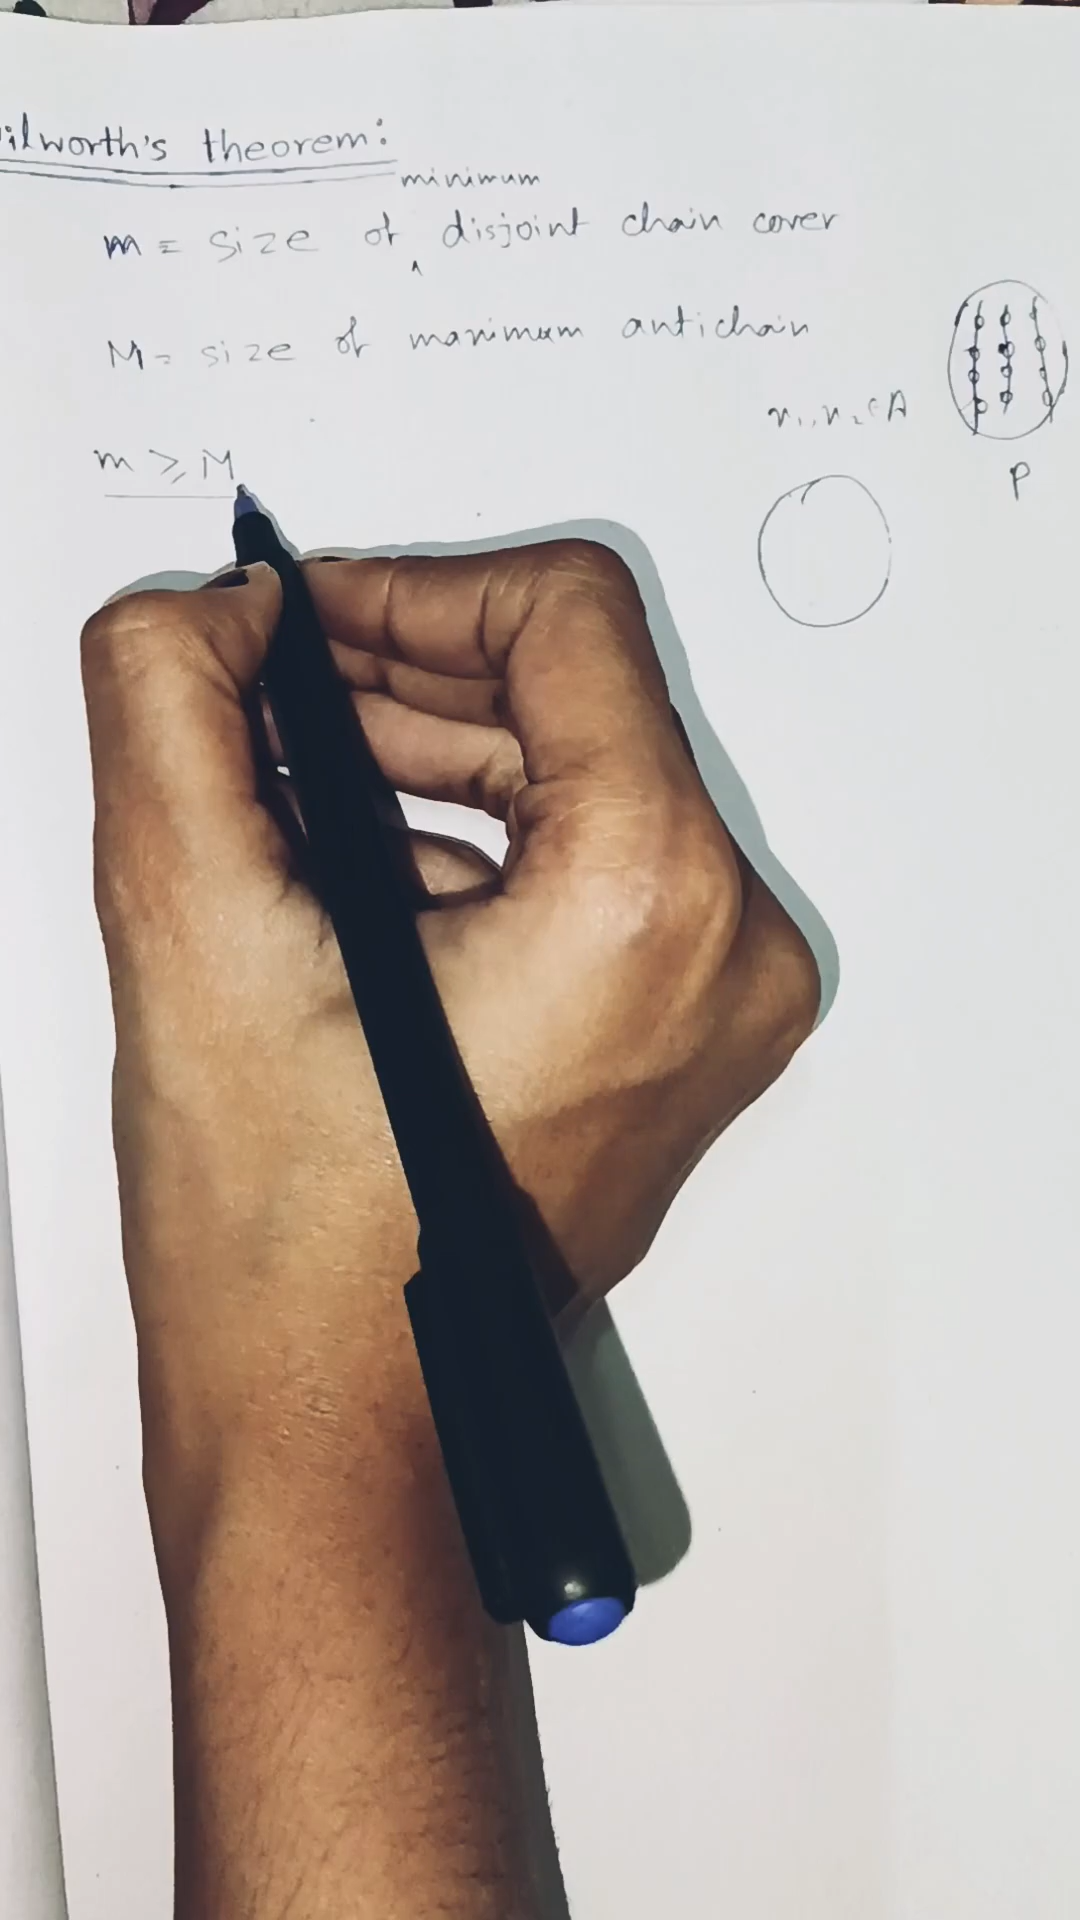 ilworth's theorem:
minimum
m = size of ^ disjoint chain cover
M = size of maximum antichain
x₁, x₂ ∈ A
m ≥ M
P